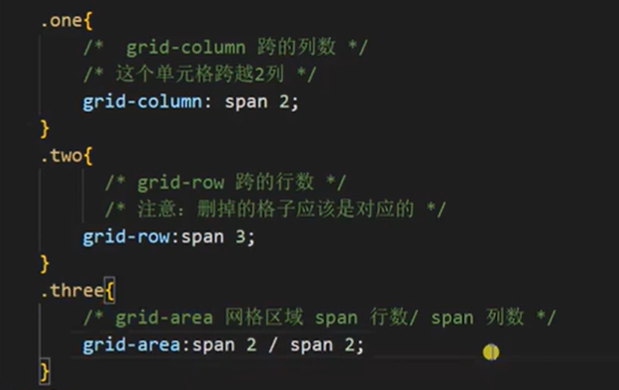 .one{
/*  grid-column 跨的列数 */
/* 这个单元格跨越2列 */
grid-column: span 2;
}
.two{
/* grid-row 跨的行数 */
/* 注意：删掉的格子应该是对应的 */
grid-row:span 3;
}
.three{
/* grid-area 网格区域 span 行数/ span 列数 */
grid-area:span 2 / span 2;
}